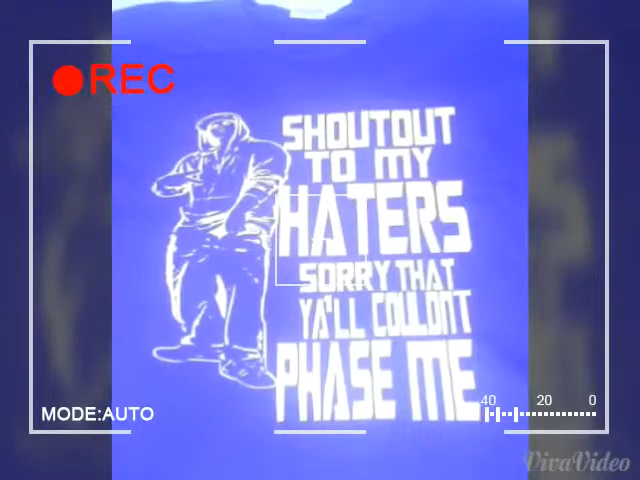 REC
SHOUTOUT
TO MY
HATERS
SORRY THAT
YA'LL COULDNT
PHASE ME
MODE:AUTO
40 20 0
VivaVideo